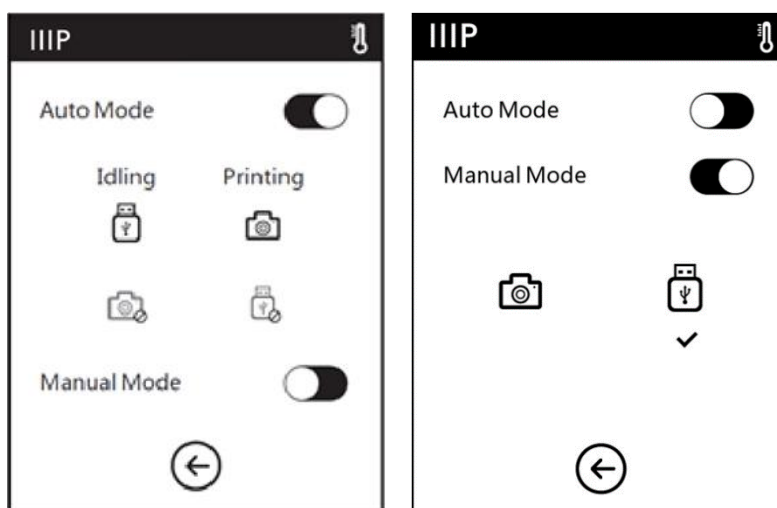 IIIP
Auto Mode
Idling Printing
Manual Mode
IIIP
Auto Mode
Manual Mode